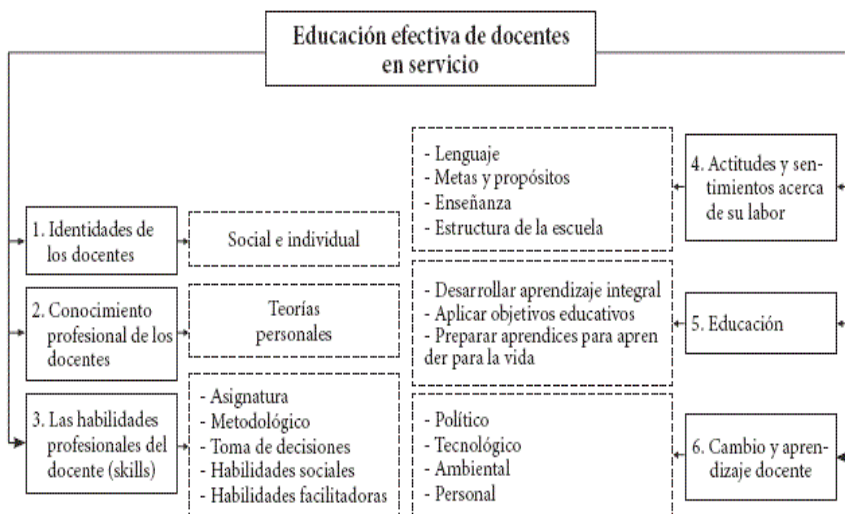 Educación efectiva de docentes
en servicio
1. Identidades de
los docentes
Social e individual
2. Conocimiento
profesional de los
docentes
Teorías
personales
3. Las habilidades
profesionales del
docente (skills)
- Asignatura
- Metodológico
- Toma de decisiones
- Habilidades sociales
- Habilidades facilitadoras
- Lenguaje
- Metas y propósitos
- Enseñanza
- Estructura de la escuela
4. Actitudes y sen-
timientos acerca
de su labor
- Desarrollar aprendizaje integral
- Aplicar objetivos educativos
- Preparar aprendices para apren
der para la vida
5. Educación
- Político
- Tecnológico
- Ambiental
- Personal
6. Cambio y apren-
dizaje docente